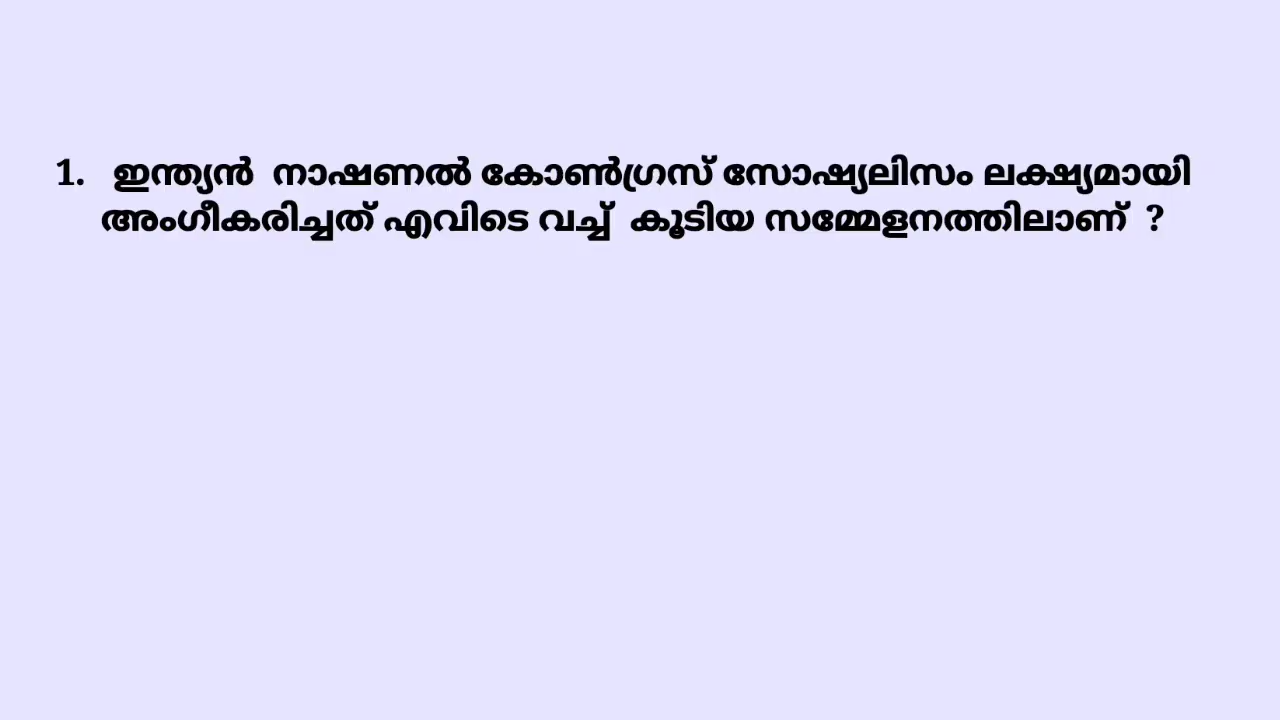 1. ഇന്ത്യൻ നാഷണൽ കോൺഗ്രസ് സോഷ്യലിസം ലക്ഷ്യമായി
അംഗീകരിച്ചത് എവിടെ വച്ച് കൂടിയ സമ്മേളനത്തിലാണ് ?